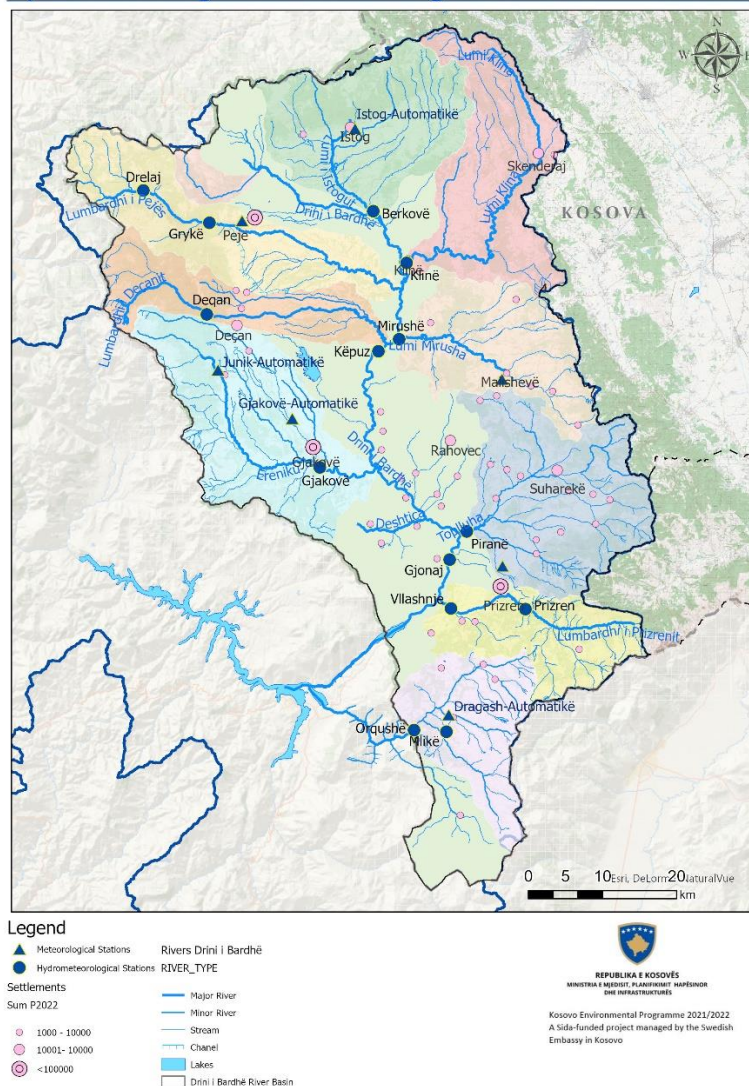 N
W
E
S
Lumi Klina
Istog-Automatikë
Istog
Lumi Istogut
Skenderaj
Drelaj
Lumbardhi i Pejës
Drini i Bardhë
Berkovë
Lumi Klina
KOSOVA
Grykë
Pejë
Klinë
Klinë
Lumbardhi i Deçanit
Deqan
Deçan
Mirushë
Këpuz
Lumi Mirusha
Junik-Automatikë
Malishevë
Gjakovë-Automatikë
Drini i Bardhë
Rahovec
Gjakovë
Gjakovë
Ereniku
Suharekë
Deshtica
Toplluha
Piranë
Gjonaj
Vllashnje
Prizren
Prizren
Lumbardhi i Prizrenit
Dragash-Automatikë
Orqushë
Mlikë
0 5 10 20
km
Esri, DeLorme, NaturalVue
Legend
Meteorological Stations
Hydrometeorological Stations
Settlements
Sum P2022
1000 - 10000
10001- 10000
<100000
Rivers Drini i Bardhë
RIVER_TYPE
Major River
Minor River
Stream
Chanel
Lakes
Drini i Bardhë River Basin
REPUBLIKA E KOSOVËS
MINISTRIA E MJEDISIT, PLANIFIKIMIT HAPËSINOR
DHE INFRASTRUKTURËS
Kosovo Environmental Programme 2021/2022
A Sida-funded project managed by the Swedish
Embassy in Kosovo